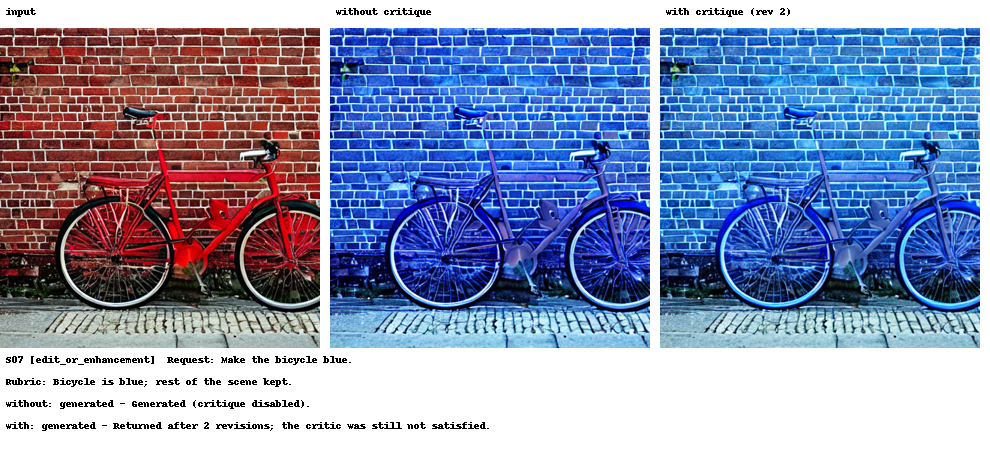 input
without critique
with critique (rev 2)
S07 [edit_or_enhancement]  Request: Make the bicycle blue.
Rubric: Bicycle is blue; rest of the scene kept.
without: generated - Generated (critique disabled).
with: generated - Returned after 2 revisions; the critic was still not satisfied.